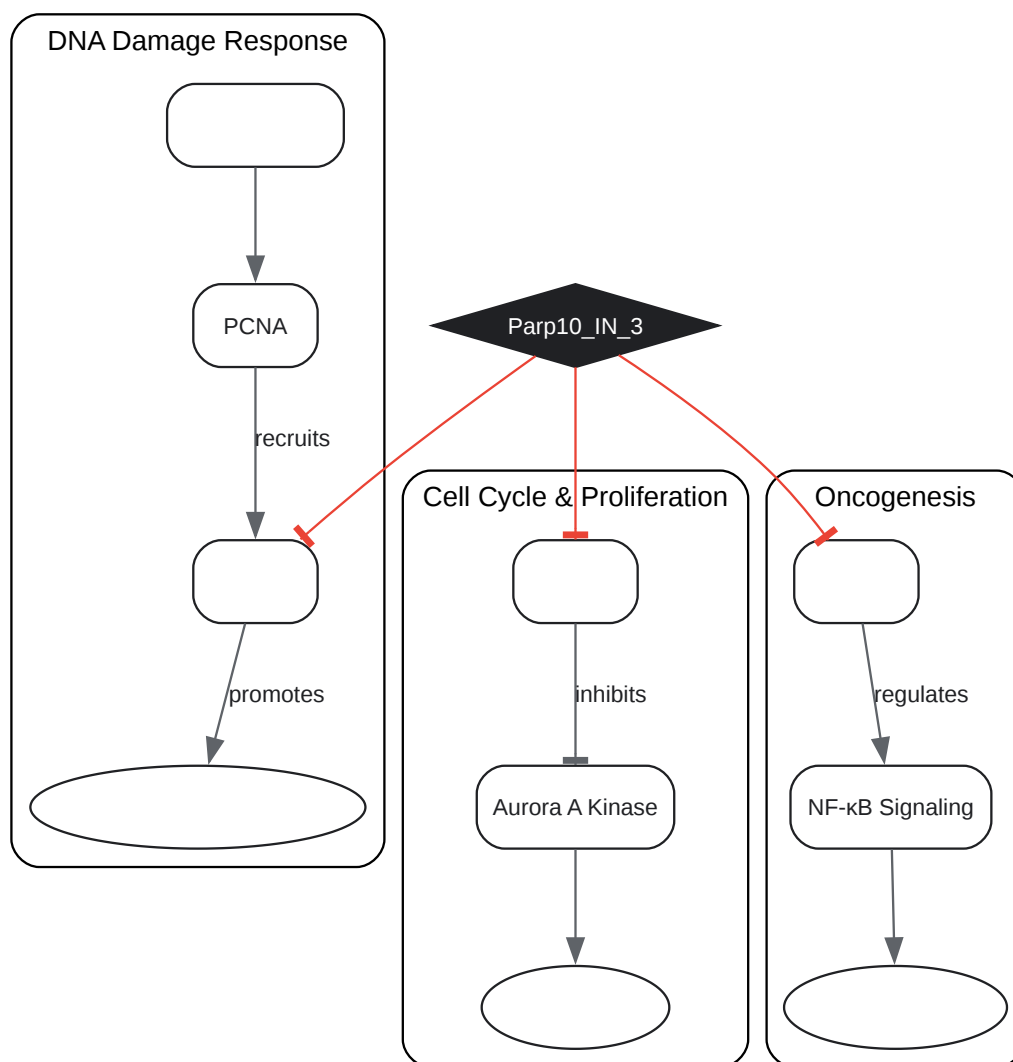 DNA Damage Response
PCNA
Parp10_IN_3
recruits
Cell Cycle & Proliferation
Oncogenesis
promotes
inhibits
regulates
Aurora A Kinase
NF-κB Signaling